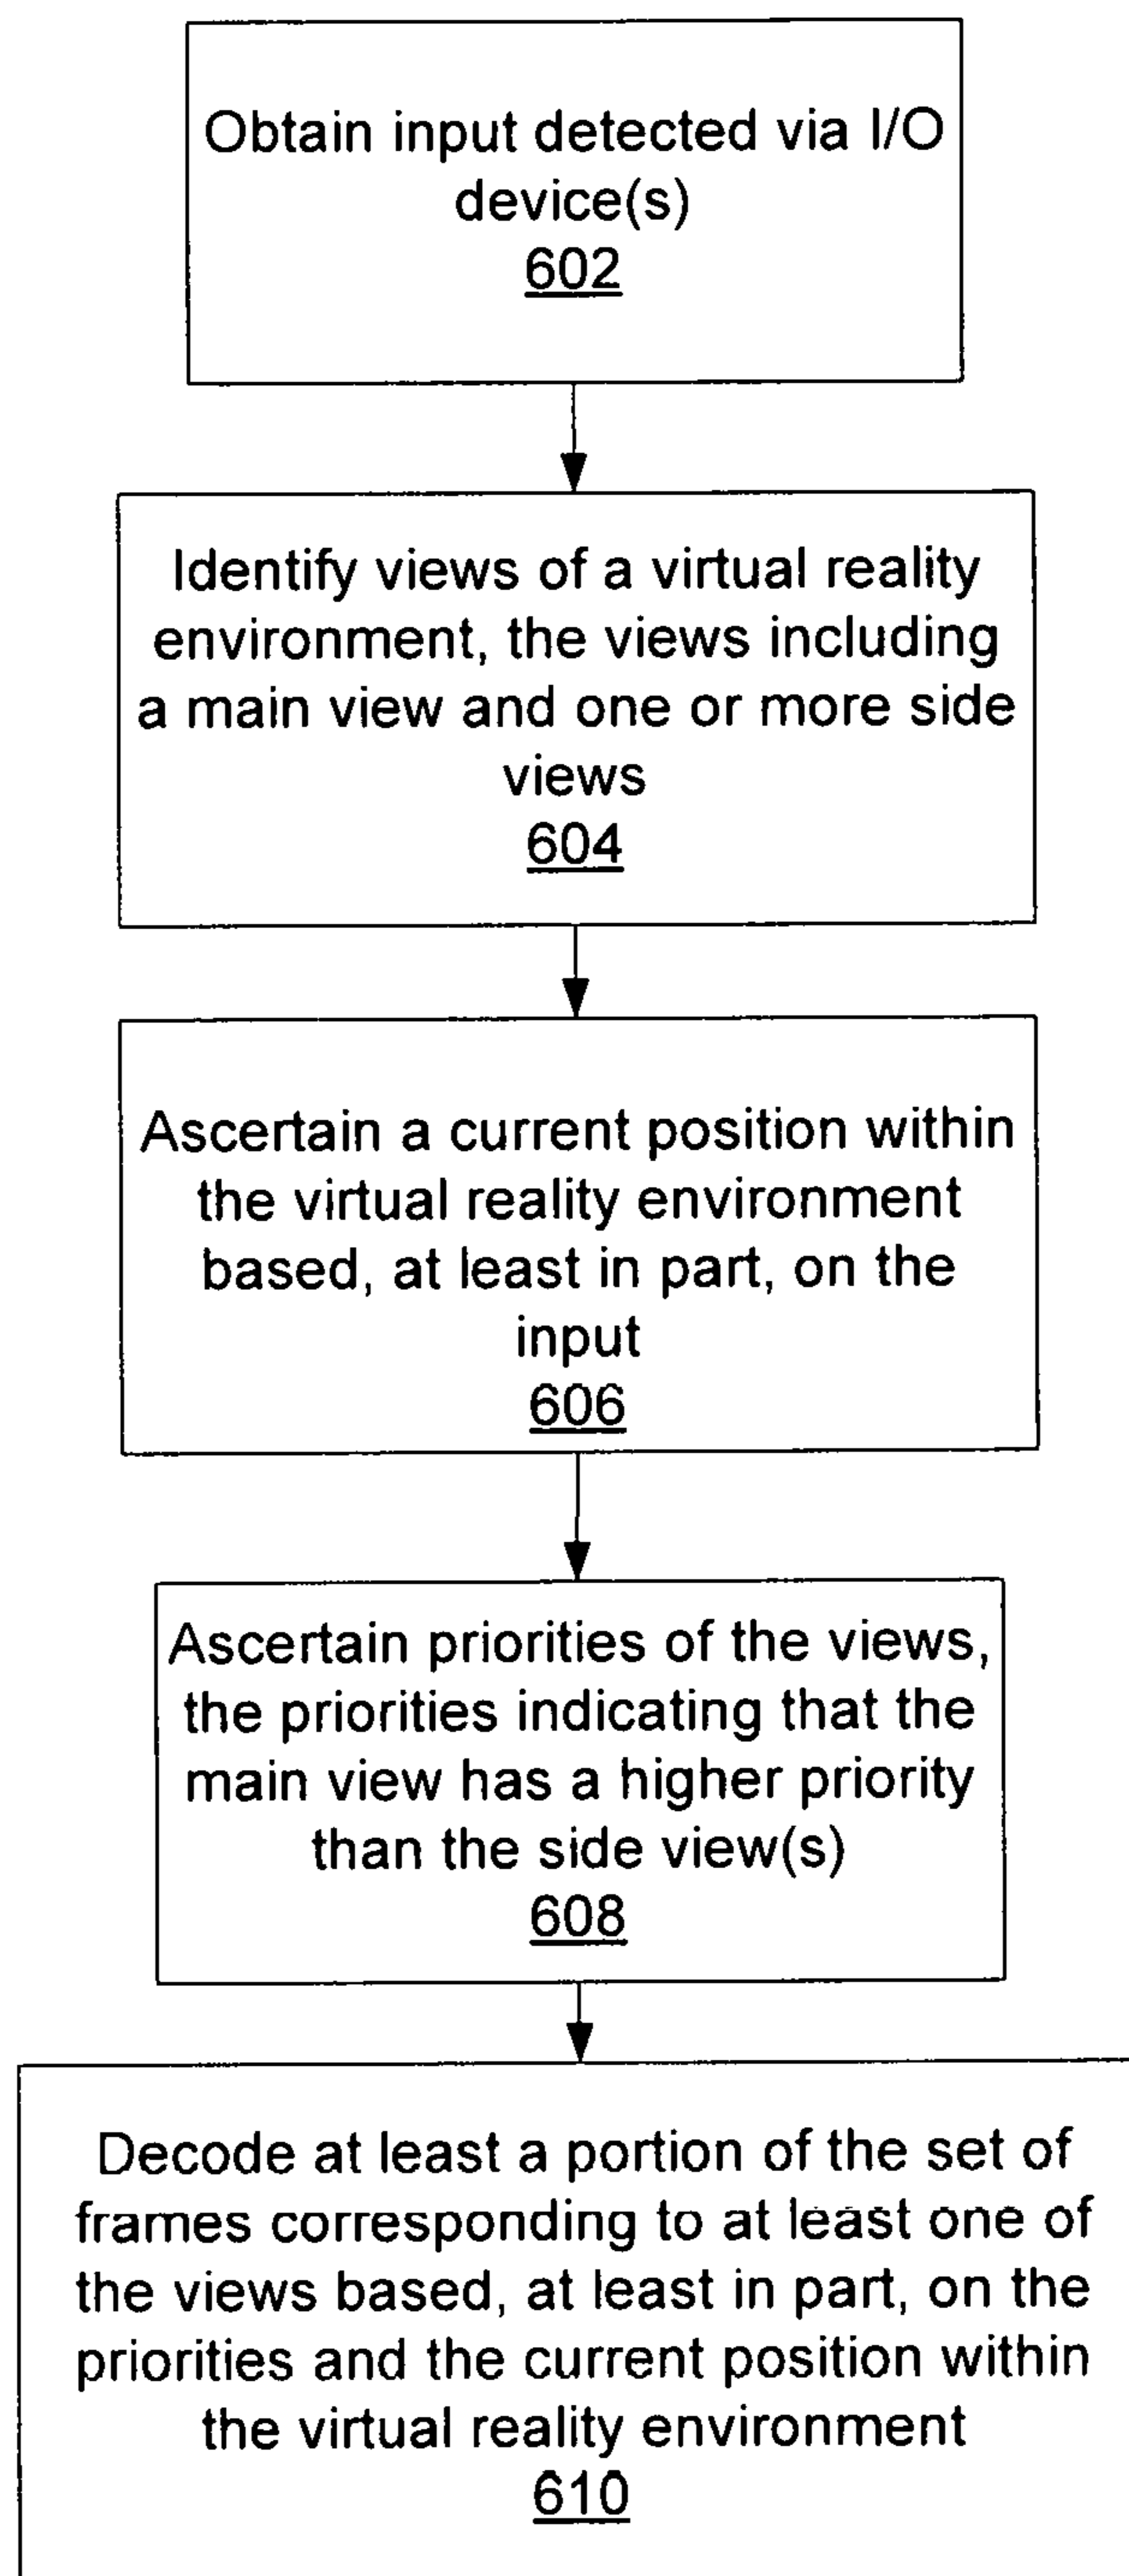 Obtain input detected via I/O
device(s)
602
Identify views of a virtual reality
environment, the views including
a main view and one or more side
views
604
Ascertain a current position within
the virtual reality environment
based, at least in part, on the
input
606
Ascertain priorities of the views,
the priorities indicating that the
main view has a higher priority
than the side view(s)
608
Decode at least a portion of the set of
frames corresponding to at least one of
the views based, at least in part, on the
priorities and the current position within
the virtual reality environment
610